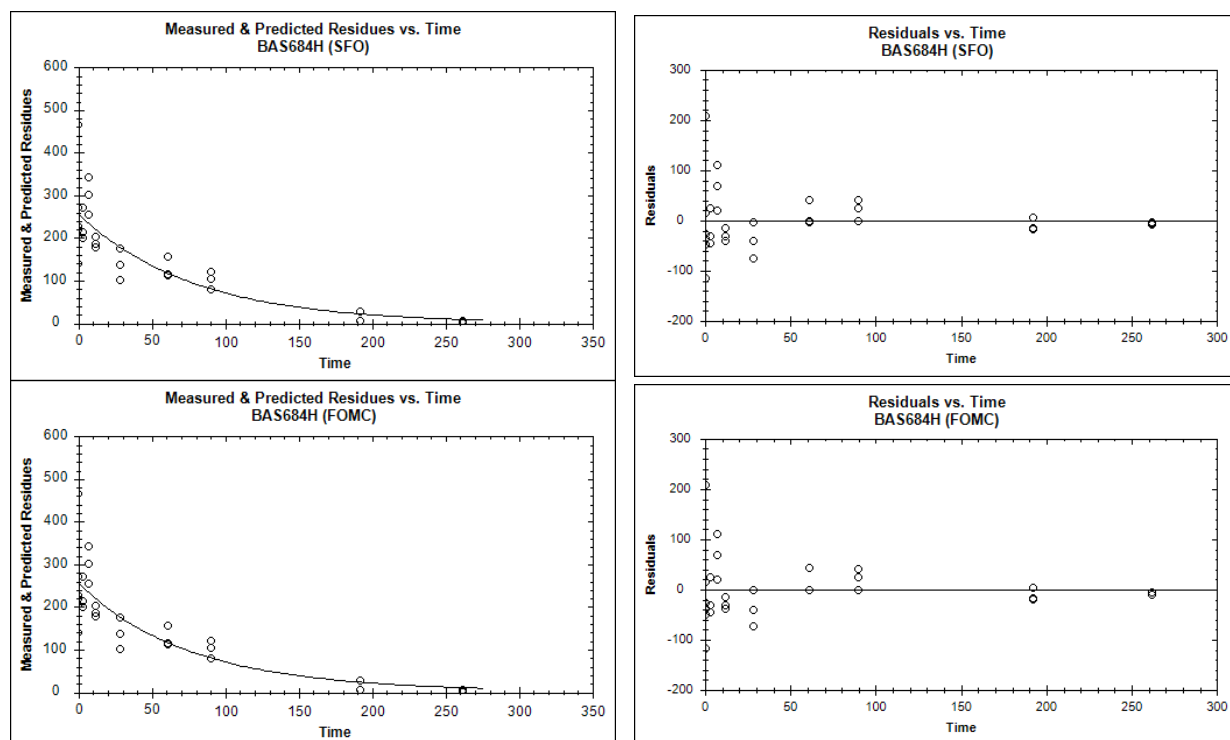 Measured & Predicted Residues vs. Time
BAS684H (SFO)
Measured & Predicted Residues
600
500
400
300
200
100
0
0 50 100 150 200 250 300 350
Time
Residuals vs. Time
BAS684H (SFO)
Residuals
300
200
100
0
-100
-200
0 50 100 150 200 250 300
Time
Measured & Predicted Residues vs. Time
BAS684H (FOMC)
Measured & Predicted Residues
600
500
400
300
200
100
0
0 50 100 150 200 250 300 350
Time
Residuals vs. Time
BAS684H (FOMC)
Residuals
300
200
100
0
-100
-200
0 50 100 150 200 250 300
Time